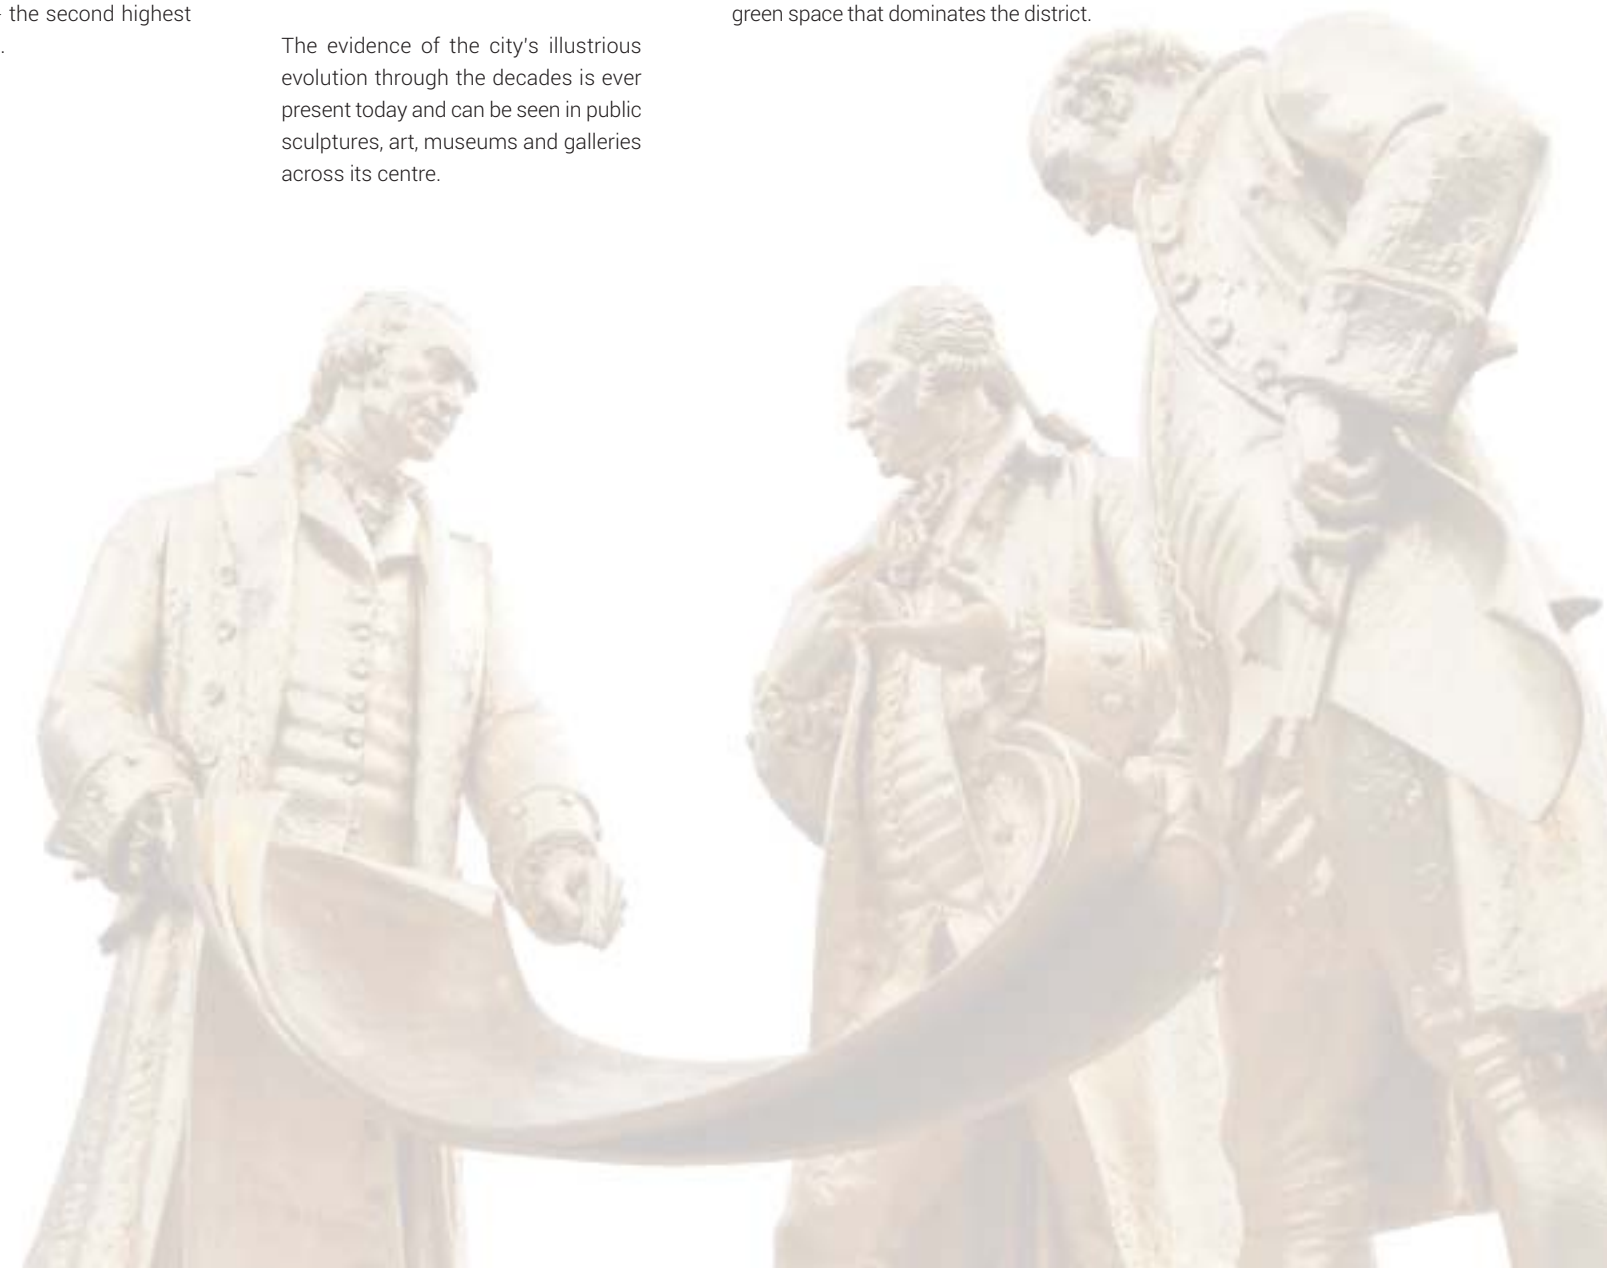 - the second highest
.
The evidence of the city's illustrious
evolution through the decades is ever
present today and can be seen in public
sculptures, art, museums and galleries
across its centre.
green space that dominates the district.